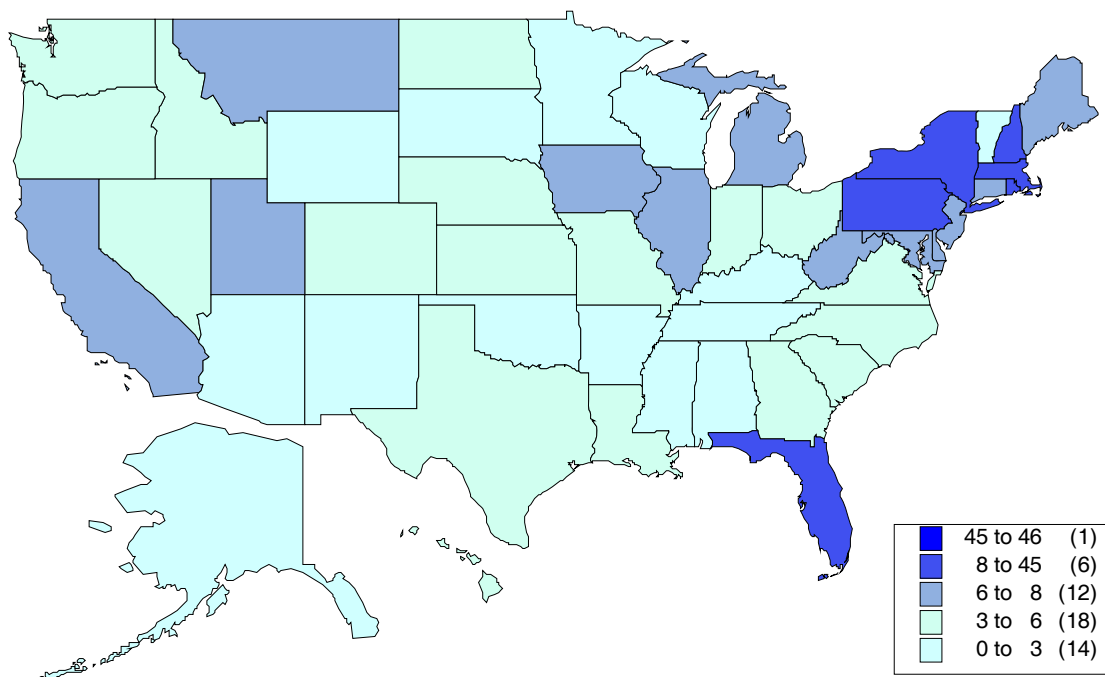 45 to 46 (1)
8 to 45 (6)
6 to 8 (12)
3 to 6 (18)
0 to 3 (14)